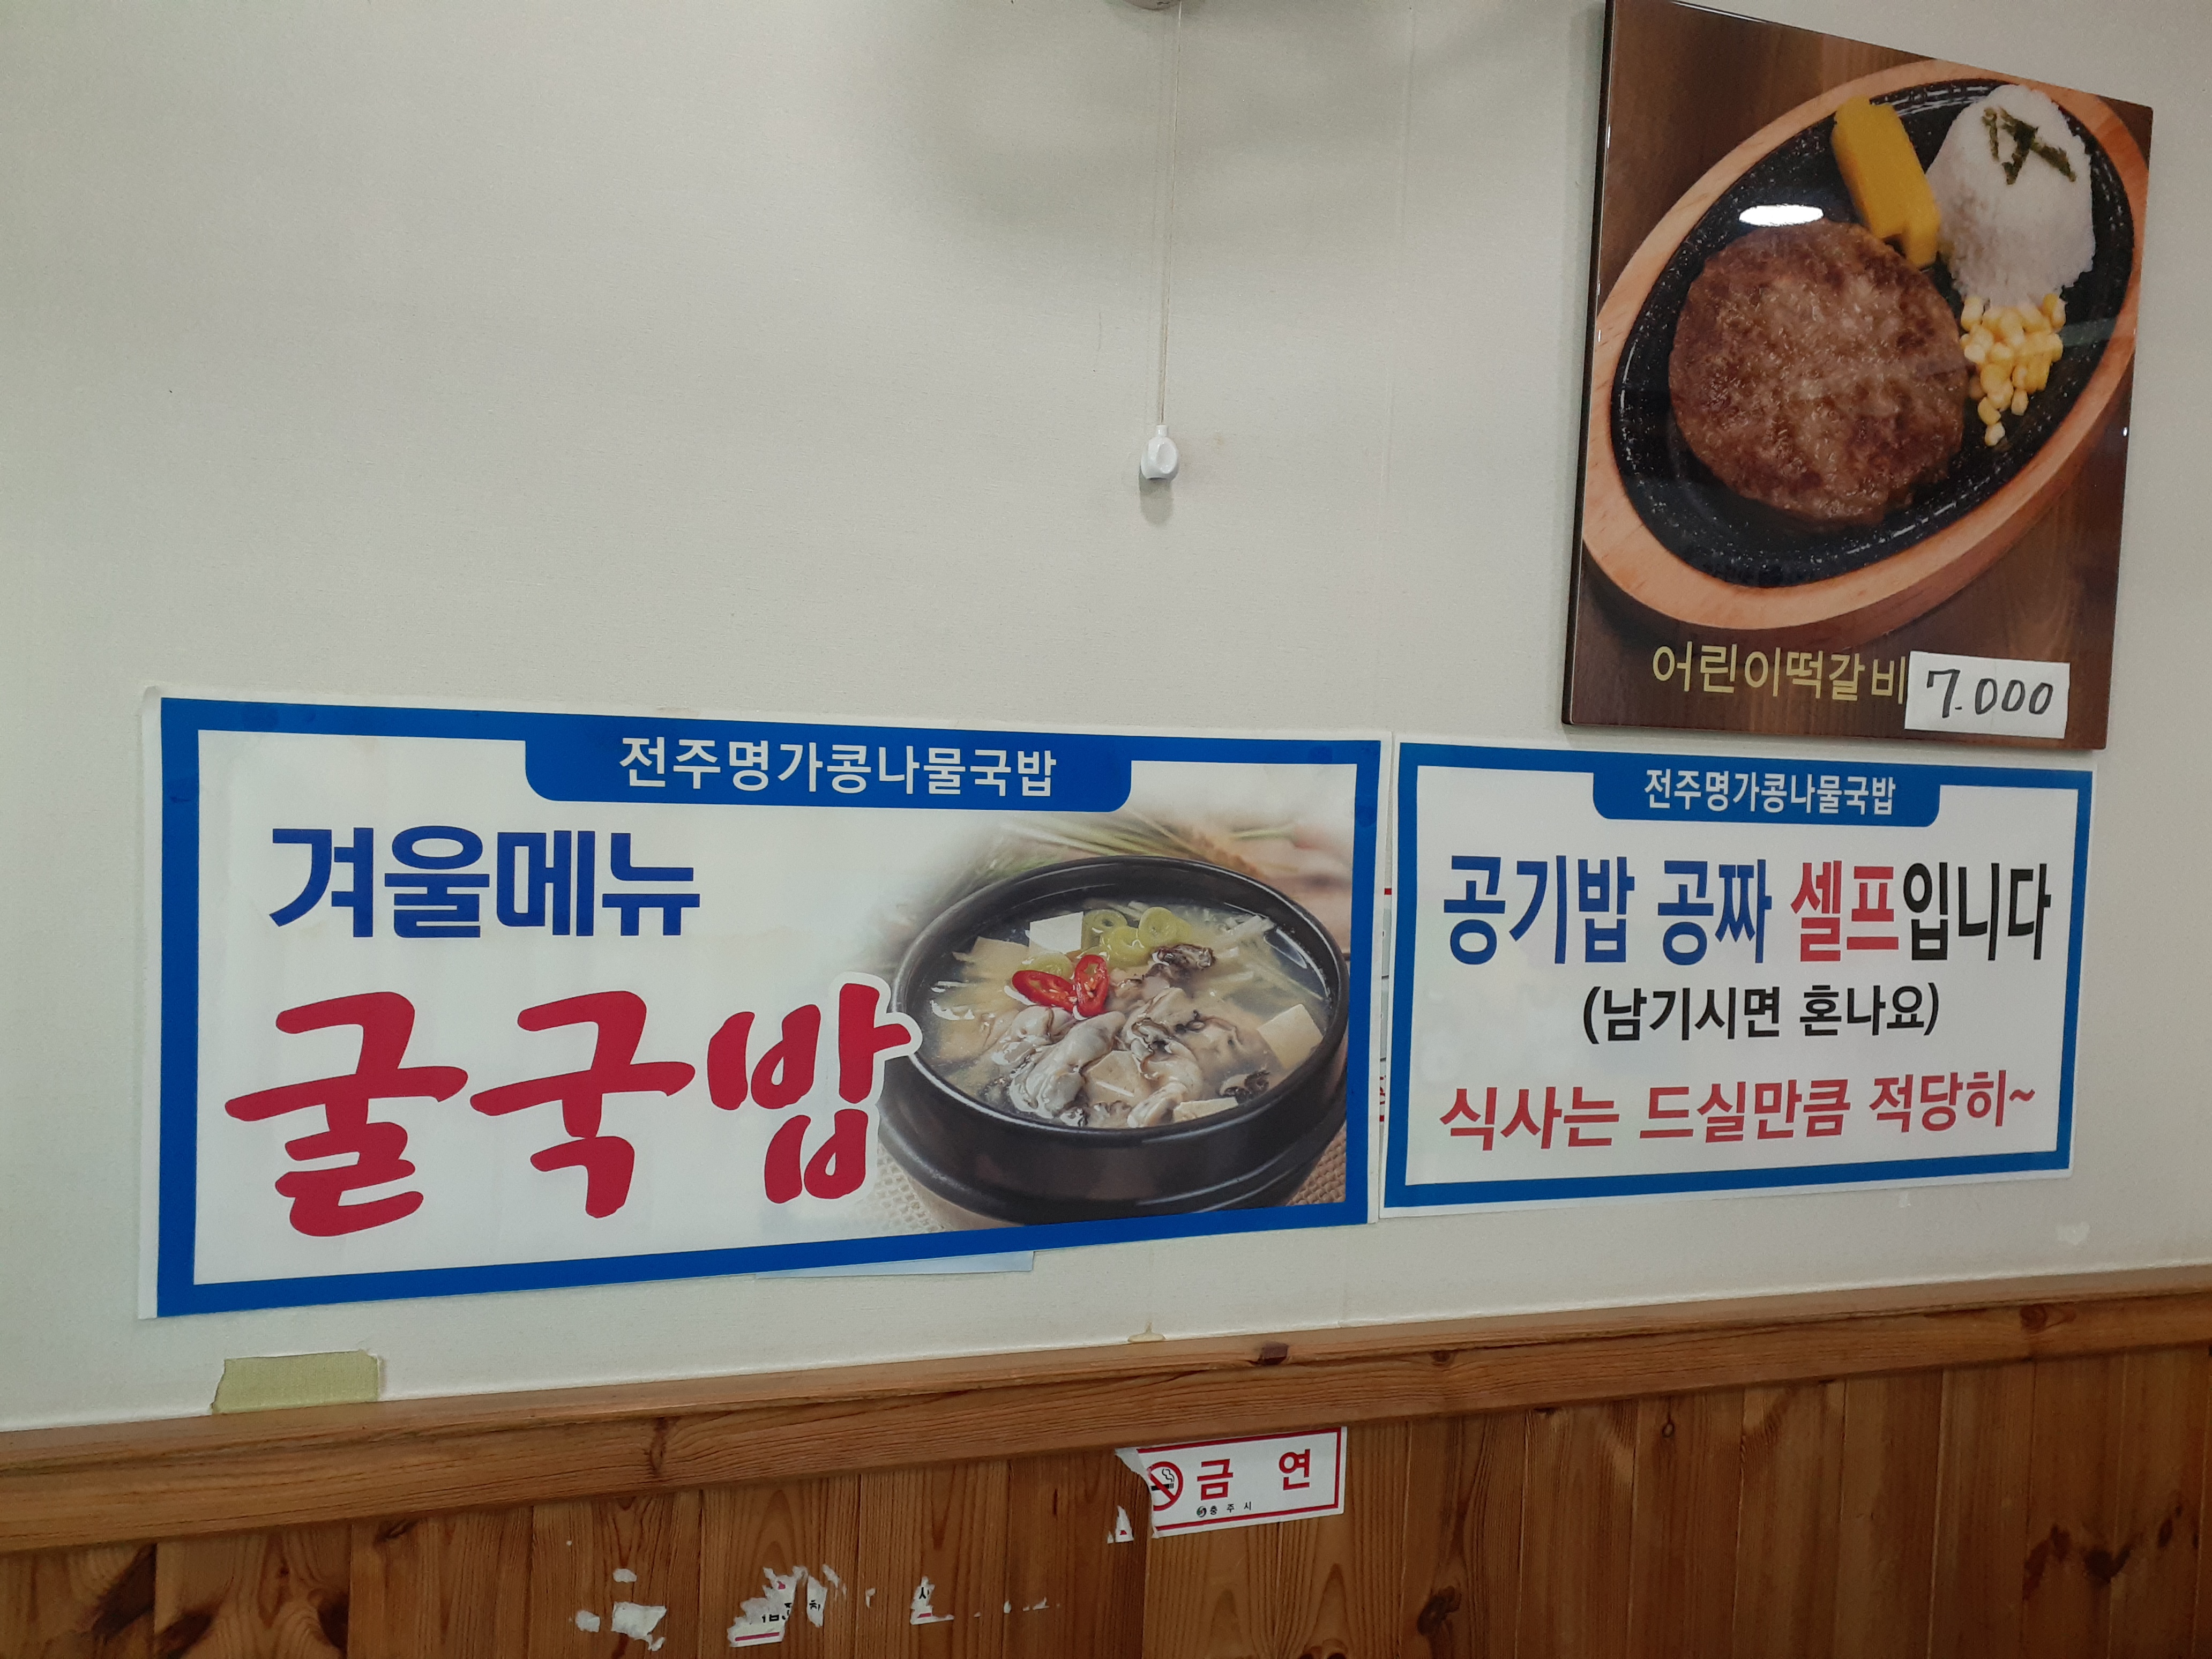 어린이떡갈비 7.000
전주명가콩나물국밥
겨울메뉴
굴국밥
전주명가콩나물국밥
공기밥 공짜 셀프입니다
(남기시면 혼나요)
식사는 드실만큼 적당히~
금 연
충주시